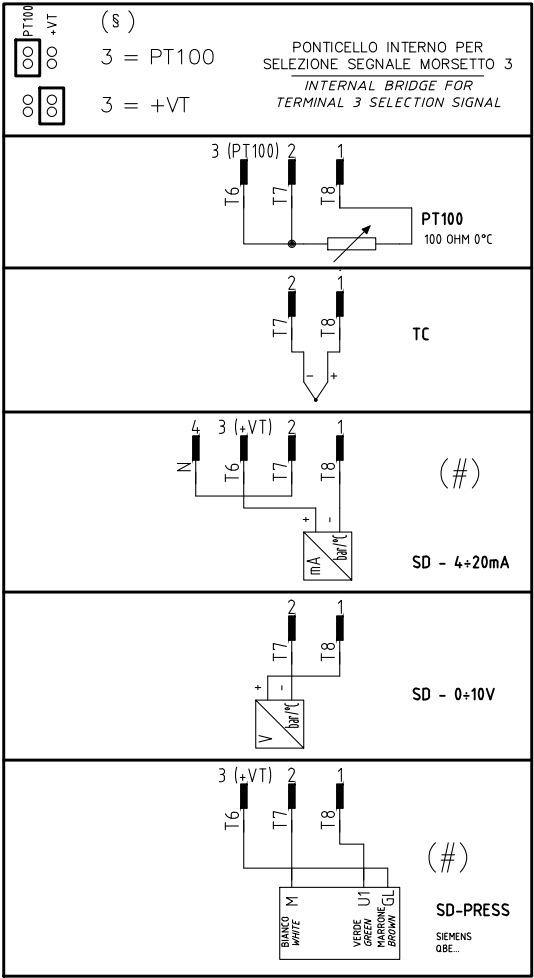 PT100
+VT
(§)
3 = PT100
3 = +VT
PONTICELLO INTERNO PER
SELEZIONE SEGNALE MORSETTO 3
INTERNAL BRIDGE FOR
TERMINAL 3 SELECTION SIGNAL
3 (PT100) 2 1
T6 T7 T8
PT100
100 OHM 0°C
2 1
T7 T8
TC
- +
4 3 (+VT) 2 1
N T6 T7 T8
(#)
+ -
mA bar/°C
SD - 4÷20mA
2 1
T7 T8
+ -
V bar/°C
SD - 0÷10V
3 (+VT) 2 1
T6 T7 T8
(#)
M U1 GL
BIANCO
WHITE
VERDE
GREEN
MARRONE
BROWN
SD-PRESS
SIEMENS
QBE...